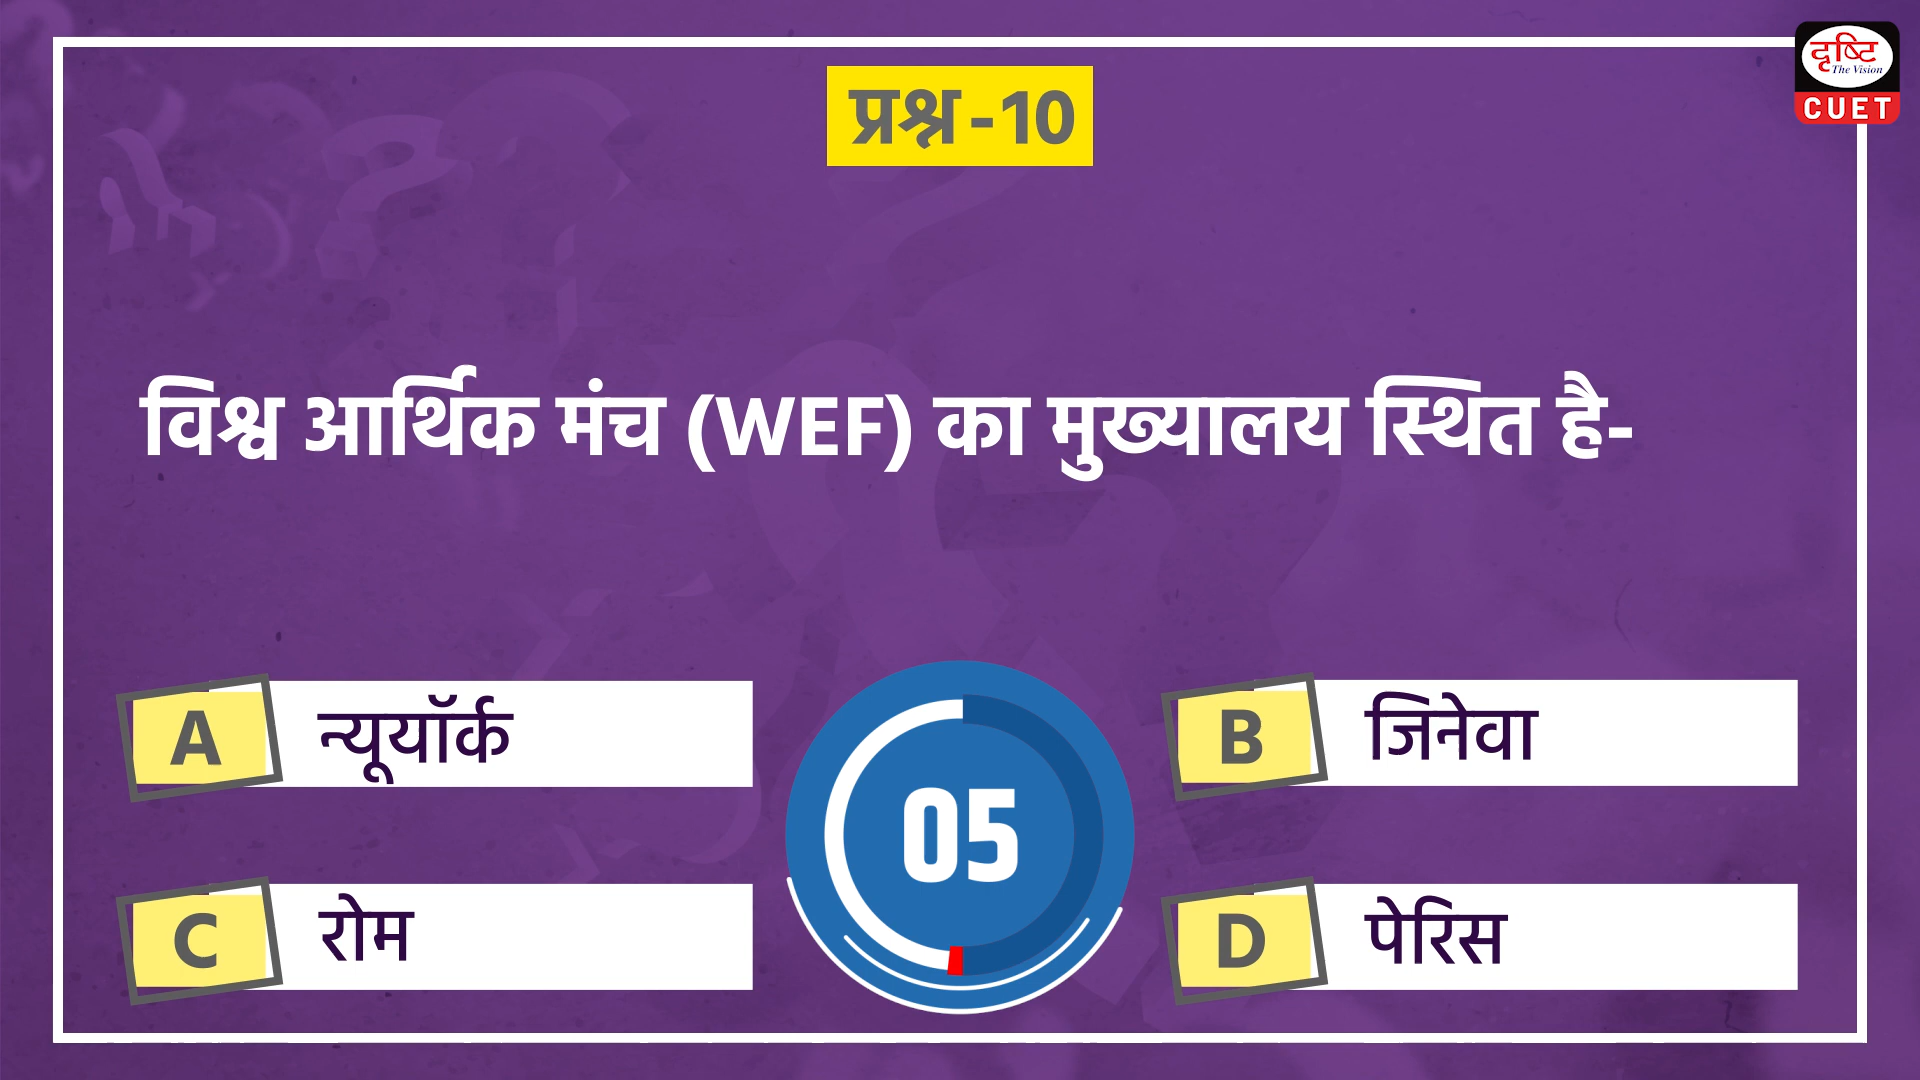 दृष्टि
The Vision
CUET
प्रश्न -10
विश्व आर्थिक मंच (WEF) का मुख्यालय स्थित है-
A न्यूयॉर्क
B जिनेवा
05
C रोम
D पेरिस